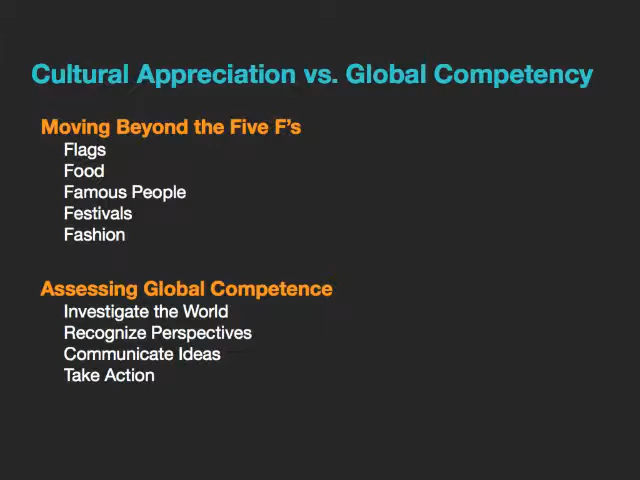 Cultural Appreciation vs. Global Competency
Moving Beyond the Five F’s
Flags
Food
Famous People
Festivals
Fashion
Assessing Global Competence
Investigate the World
Recognize Perspectives
Communicate Ideas
Take Action